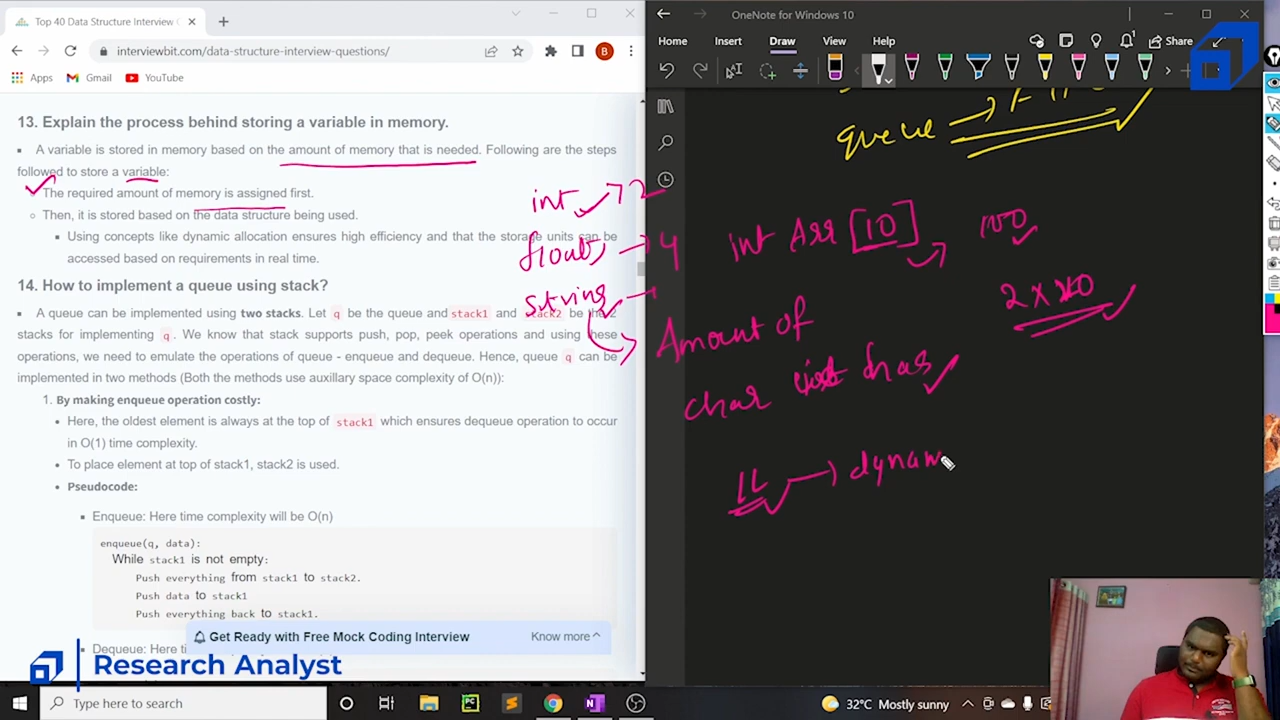 Top 40 Data Structure Interview
interviewbit.com/data-structure-interview-questions/
B
Apps
Gmail
YouTube
13. Explain the process behind storing a variable in memory.
A variable is stored in memory based on the amount of memory that is needed. Following are the steps
followed to store a variable:
The required amount of memory is assigned first.
Then, it is stored based on the data structure being used.
Using concepts like dynamic allocation ensures high efficiency and that the storage units can be
accessed based on requirements in real time.
14. How to implement a queue using stack?
A queue can be implemented using two stacks. Let q be the queue and stack1 and stack2 be the 2
stacks for implementing q. We know that stack supports push, pop, peek operations and using these
operations, we need to emulate the operations of queue - enqueue and dequeue. Hence, queue q can be
implemented in two methods (Both the methods use auxillary space complexity of O(n)):
1. By making enqueue operation costly:
Here, the oldest element is always at the top of stack1 which ensures dequeue operation to occur
in O(1) time complexity.
To place element at top of stack1, stack2 is used.
Pseudocode:
Enqueue: Here time complexity will be O(n)
enqueue(q, data):
While stack1 is not empty:
Push everything from stack1 to stack2.
Push data to stack1
Push everything back to stack1.
Get Ready with Free Mock Coding Interview
Know more
Research Analyst
OneNote for Windows 10
Home
Insert
Draw
View
Help
Share
queue
int → 2
float → 4
string
int Arr [10]
100
2 x 10
Amount of
char has
LL → dynam
Type here to search
PC
N
32°C Mostly sunny